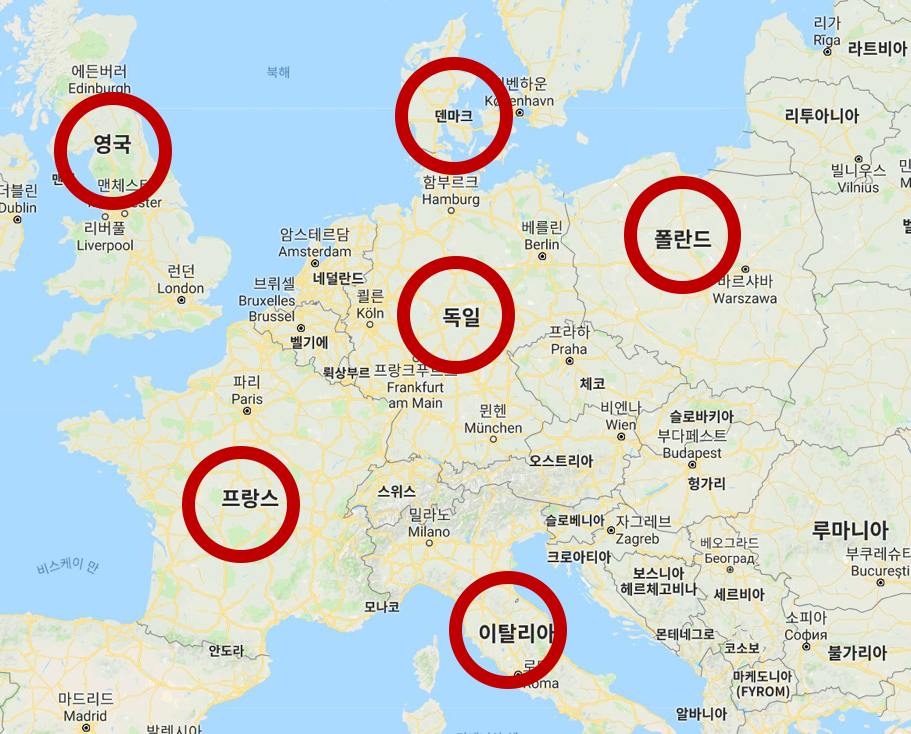 리가
Rīga
라트비아
에든버러
Edinburgh
북해
벤하운
København
덴마크
리투아니아
영국
빌니우스
Vilnius
맨체스터
더블린
Dublin
함부르크
Hamburg
리버풀
Liverpool
암스테르담
Amsterdam
베를린
Berlin
폴란드
런던
London
네덜란드
바르샤바
Warszawa
브뤼셀
Bruxelles
Brussel
쾰른
Köln
독일
벨기에
프라하
Praha
룩상부르
프랑크푸르트
Frankfurt
am Main
체코
파리
Paris
뮌헨
München
비엔나
Wien
슬로바키아
부다페스트
Budapest
오스트리아
헝가리
스위스
프랑스
밀라노
Milano
슬로베니아
자그레브
Zagreb
루마니아
베오그라드
Београд
크로아티아
부쿠레슈티
București
비스케이 만
보스니아
헤르체고비나
세르비아
모나코
이탈리아
소피아
София
몬테네그로
코소보
안도라
불가리아
Roma
마케도니아
(FYROM)
마드리드
Madrid
알바니아
발렌시아